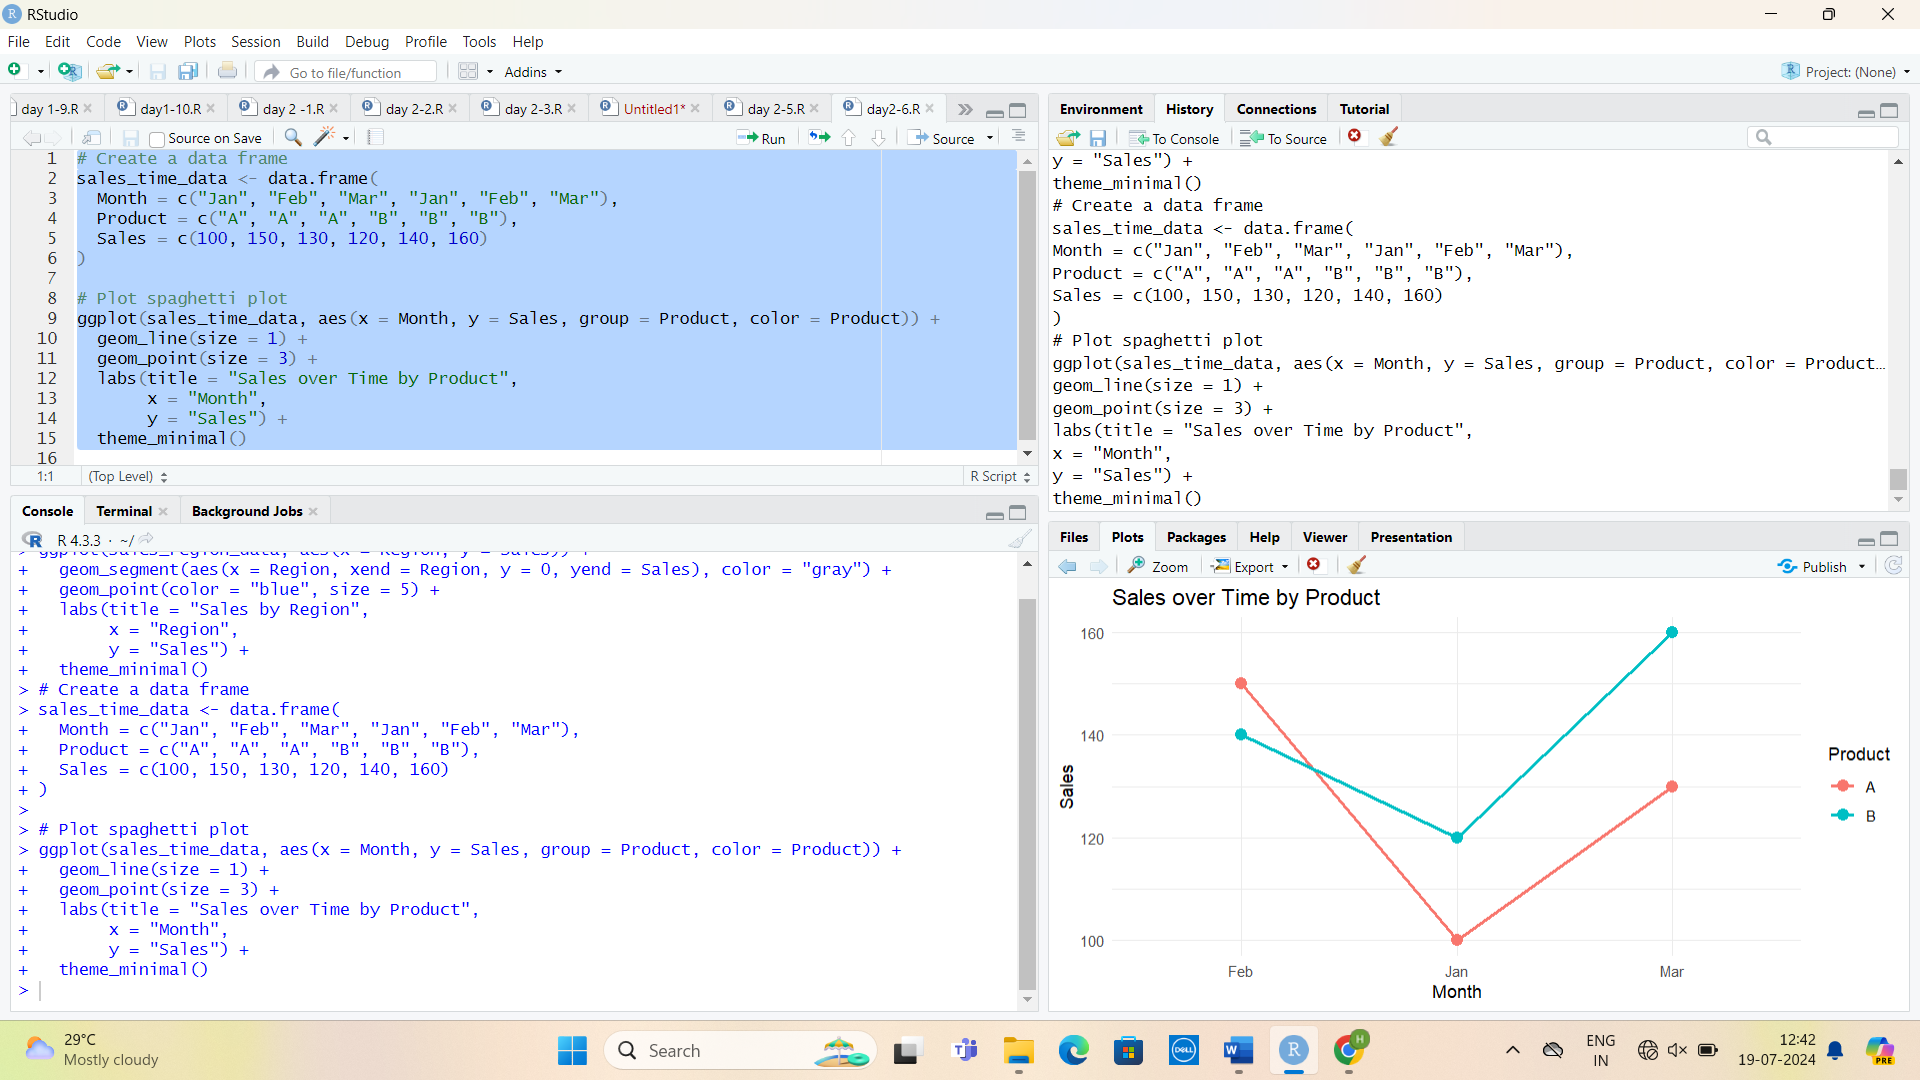 RStudio
File Edit Code View Plots Session Build Debug Profile Tools Help
Go to file/function Addins Project: (None)
day 1-9.R day1-10.R day 2 -1.R day 2-2.R day 2-3.R Untitled1* day 2-5.R day2-6.R
Source on Save Run Source
1 # Create a data frame
2 sales_time_data <- data.frame(
3 Month = c("Jan", "Feb", "Mar", "Jan", "Feb", "Mar"),
4 Product = c("A", "A", "A", "B", "B", "B"),
5 Sales = c(100, 150, 130, 120, 140, 160)
6 )
7
8 # Plot spaghetti plot
9 ggplot(sales_time_data, aes(x = Month, y = Sales, group = Product, color = Product)) +
10 geom_line(size = 1) +
11 geom_point(size = 3) +
12 labs(title = "Sales over Time by Product",
13 x = "Month",
14 y = "Sales") +
15 theme_minimal()
16
1:1 (Top Level) R Script
Console Terminal Background Jobs
R 4.3.3 · ~/
> ggplot(sales_region_data, aes(x = Region, y = Sales)) +
+ geom_segment(aes(x = Region, xend = Region, y = 0, yend = Sales), color = "gray") +
+ geom_point(color = "blue", size = 5) +
+ labs(title = "Sales by Region",
+ x = "Region",
+ y = "Sales") +
+ theme_minimal()
> # Create a data frame
> sales_time_data <- data.frame(
+ Month = c("Jan", "Feb", "Mar", "Jan", "Feb", "Mar"),
+ Product = c("A", "A", "A", "B", "B", "B"),
+ Sales = c(100, 150, 130, 120, 140, 160)
+ )
>
> # Plot spaghetti plot
> ggplot(sales_time_data, aes(x = Month, y = Sales, group = Product, color = Product)) +
+ geom_line(size = 1) +
+ geom_point(size = 3) +
+ labs(title = "Sales over Time by Product",
+ x = "Month",
+ y = "Sales") +
+ theme_minimal()
>
Environment History Connections Tutorial
To Console To Source
y = "Sales") +
theme_minimal()
# Create a data frame
sales_time_data <- data.frame(
Month = c("Jan", "Feb", "Mar", "Jan", "Feb", "Mar"),
Product = c("A", "A", "A", "B", "B", "B"),
Sales = c(100, 150, 130, 120, 140, 160)
)
# Plot spaghetti plot
ggplot(sales_time_data, aes(x = Month, y = Sales, group = Product, color = Product…
geom_line(size = 1) +
geom_point(size = 3) +
labs(title = "Sales over Time by Product",
x = "Month",
y = "Sales") +
theme_minimal()
Files Plots Packages Help Viewer Presentation
Zoom Export Publish
Sales over Time by Product
160
140
120
100
Sales
Feb Jan Mar
Month
Product
A
B
29°C
Mostly cloudy
Search
DELL
H
PRE
ENG
IN
12:42
19-07-2024